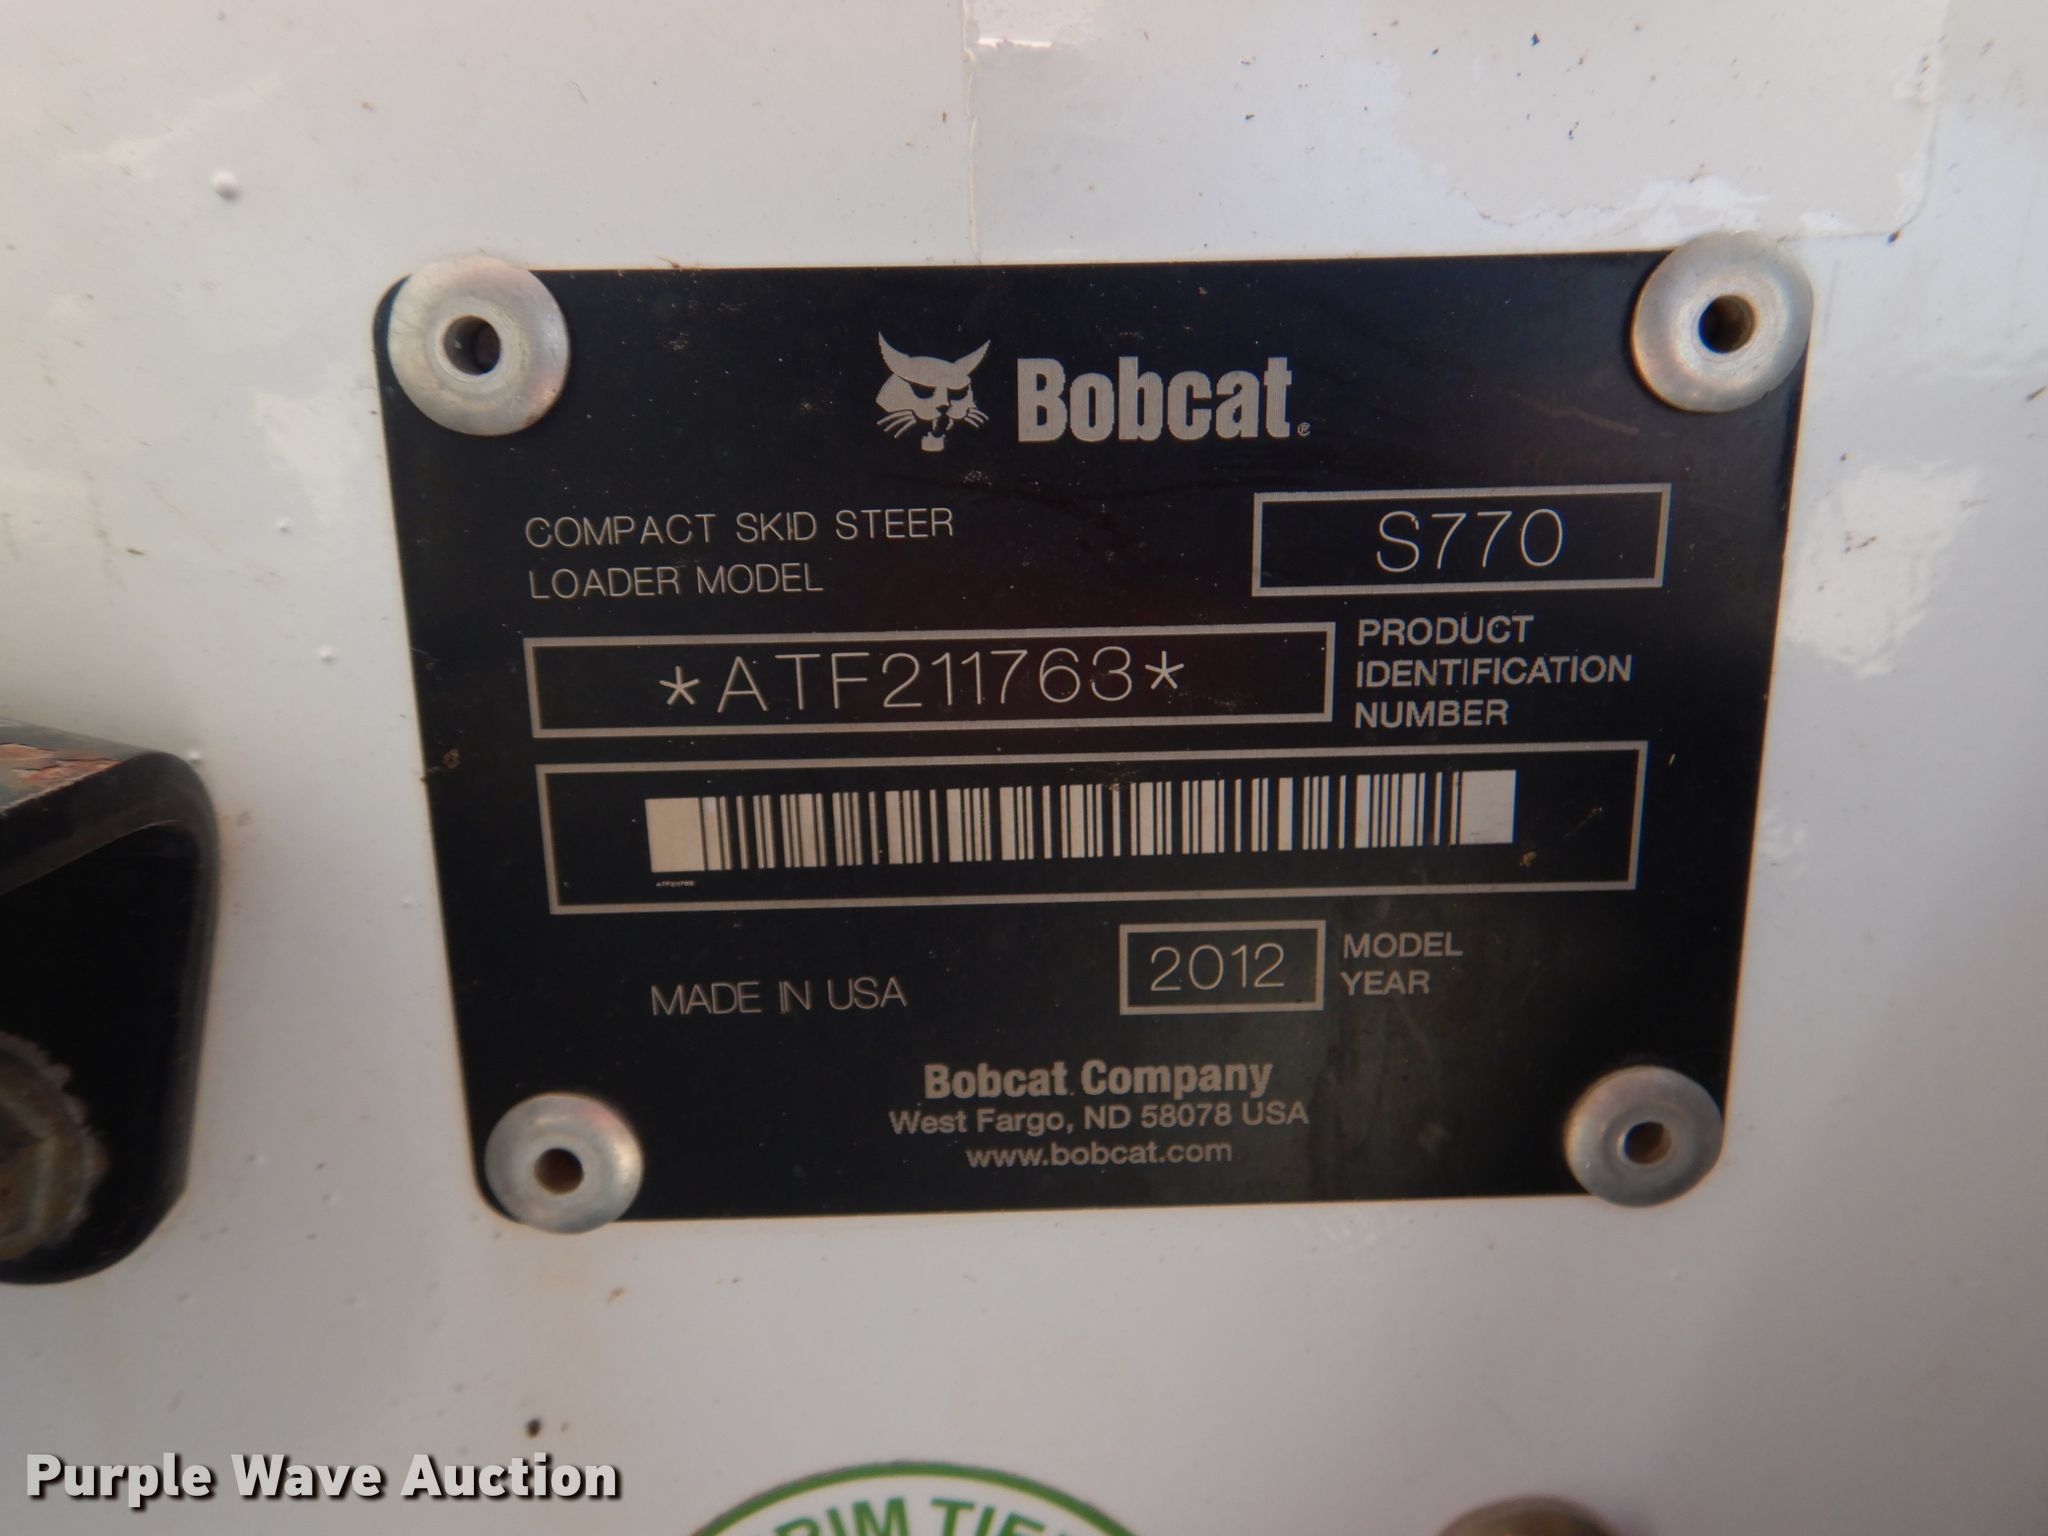 Bobcat®
COMPACT SKID STEER
LOADER MODEL
S770
*ATF211763*
PRODUCT
IDENTIFICATION
NUMBER
ATF211763
MADE IN USA
2012
MODEL
YEAR
Bobcat Company
West Fargo, ND 58078 USA
www.bobcat.com
Purple Wave Auction